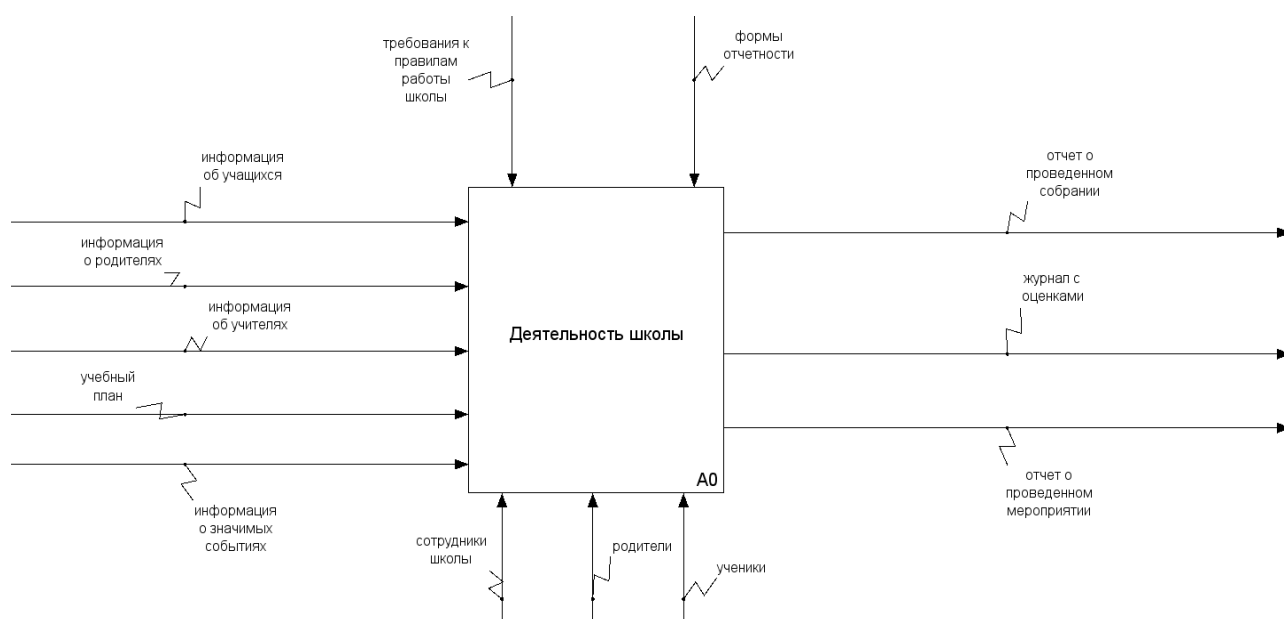 требования к
правилам
работы
школы
формы
отчетности
информация
об учащихся
информация
о родителях
информация
об учителях
учебный
план
информация
о значимых
событиях
Деятельность школы
A0
отчет о
проведенном
собрании
журнал с
оценками
отчет о
проведенном
мероприятии
сотрудники
школы
родители
ученики